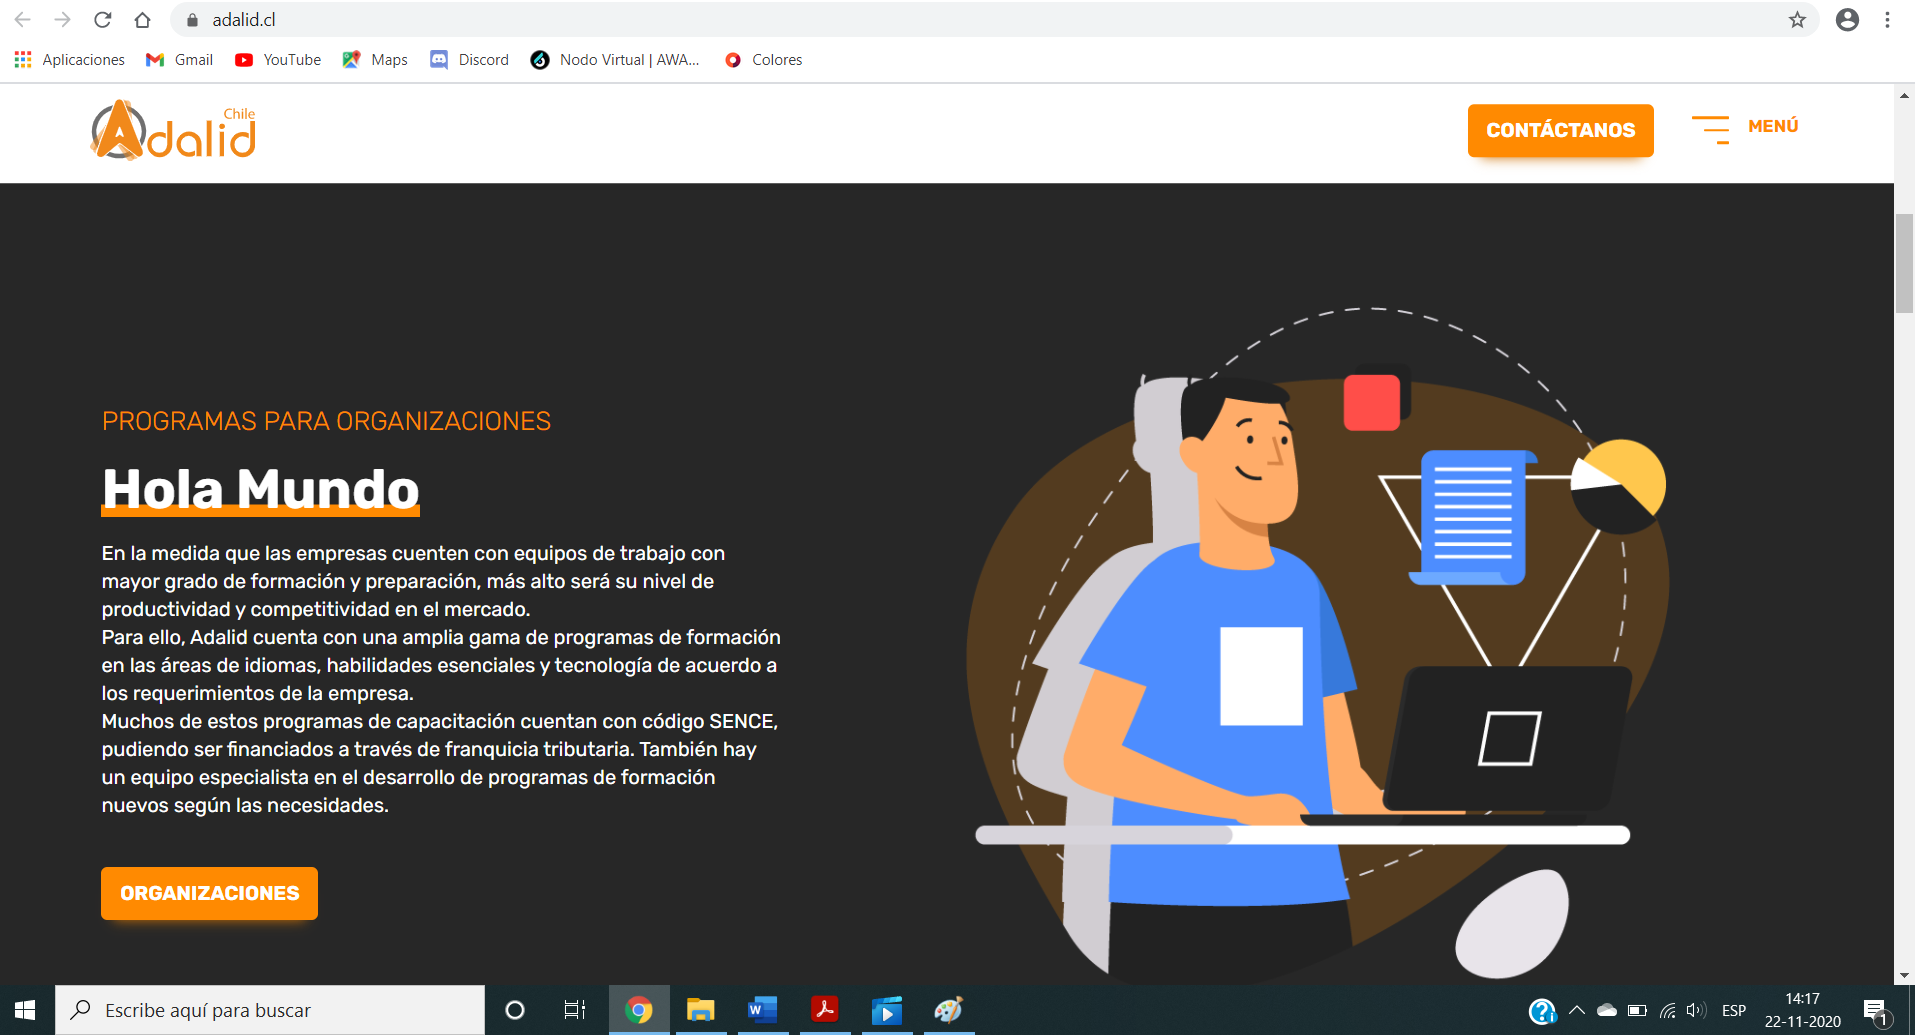 adalid.cl
Aplicaciones Gmail YouTube Maps Discord Nodo Virtual | AWA... Colores
Adalid Chile
CONTÁCTANOS
MENÚ
PROGRAMAS PARA ORGANIZACIONES
Hola Mundo
En la medida que las empresas cuenten con equipos de trabajo con
mayor grado de formación y preparación, más alto será su nivel de
productividad y competitividad en el mercado.
Para ello, Adalid cuenta con una amplia gama de programas de formación
en las áreas de idiomas, habilidades esenciales y tecnología de acuerdo a
los requerimientos de la empresa.
Muchos de estos programas de capacitación cuentan con código SENCE,
pudiendo ser financiados a través de franquicia tributaria. También hay
un equipo especialista en el desarrollo de programas de formación
nuevos según las necesidades.
ORGANIZACIONES
Escribe aquí para buscar
ESP
14:17
22-11-2020
1